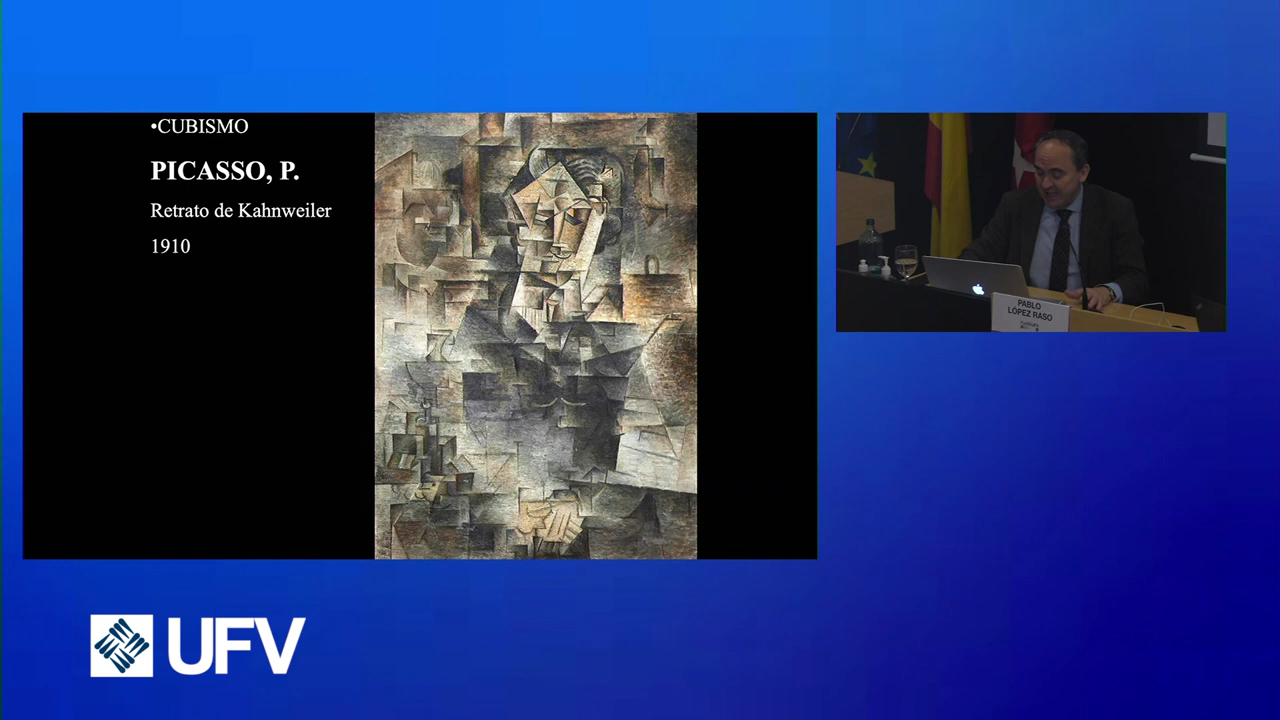 •CUBISMO
PICASSO, P.
Retrato de Kahnweiler
1910
PABLO
LÓPEZ RASO
UFV